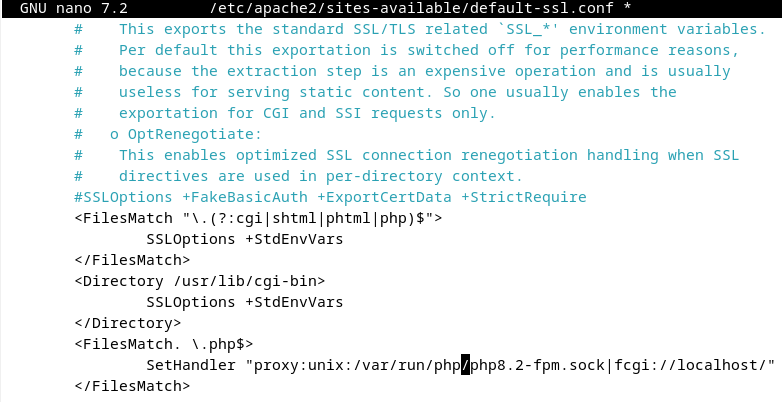 GNU nano 7.2 /etc/apache2/sites-available/default-ssl.conf *
# This exports the standard SSL/TLS related `SSL_*' environment variables.
# Per default this exportation is switched off for performance reasons,
# because the extraction step is an expensive operation and is usually
# useless for serving static content. So one usually enables the
# exportation for CGI and SSI requests only.
# o OptRenegotiate:
# This enables optimized SSL connection renegotiation handling when SSL
# directives are used in per-directory context.
#SSLOptions +FakeBasicAuth +ExportCertData +StrictRequire
<FilesMatch "\.(?:cgi|shtml|phtml|php)$">
SSLOptions +StdEnvVars
</FilesMatch>
<Directory /usr/lib/cgi-bin>
SSLOptions +StdEnvVars
</Directory>
<FilesMatch. \.php$>
SetHandler "proxy:unix:/var/run/php/php8.2-fpm.sock|fcgi://localhost/"
</FilesMatch>